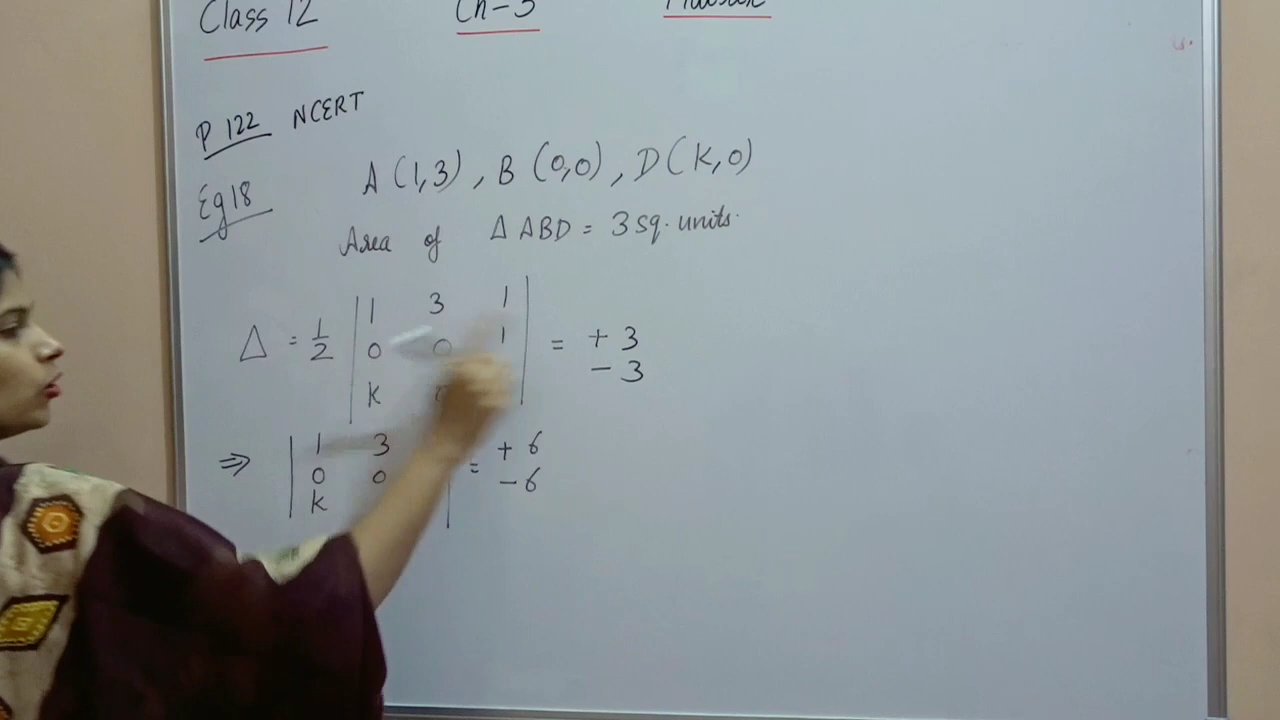 Class 12 Ch-3
P 122 NCERT
Eg 18 A (1,3) , B (0,0) , D (K,0)
Area of Δ ABD = 3 sq. units.
Δ = 1/2 | 1 3 1 |
| 0 0 1 | = + 3
- 3
| K
⇒ | 1 3 = + 6
| 0 0 - 6
| K |